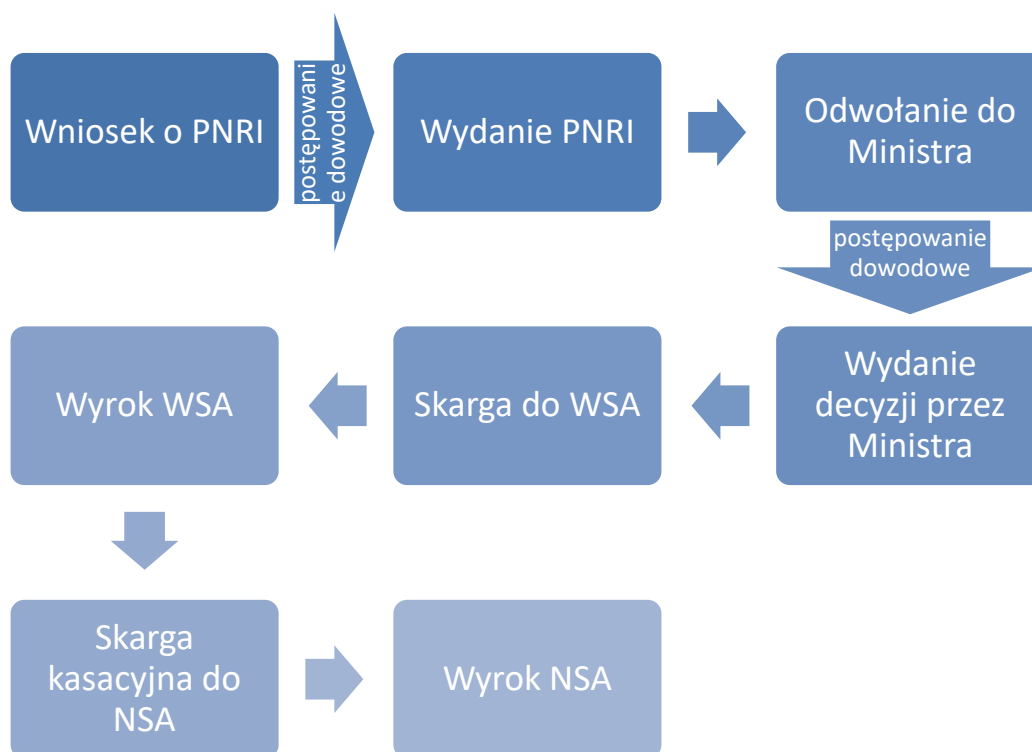 Wniosek o PNRI
postępowani
e dowodowe
Wydanie PNRI
Odwołanie do
Ministra
postępowanie
dowodowe
Wydanie
decyzji przez
Ministra
Skarga do WSA
Wyrok WSA
Skarga
kasacyjna do
NSA
Wyrok NSA